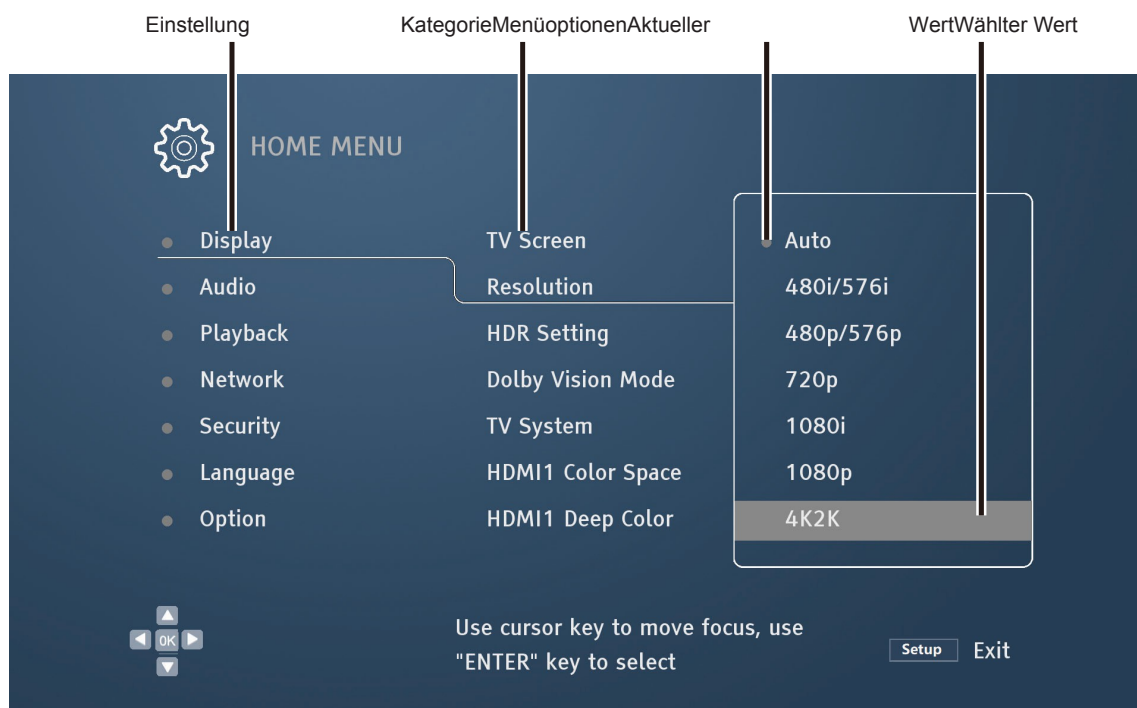 Einstellung KategorieMenüoptionenAktueller WertWählter Wert
HOME MENU
Display TV Screen Auto
Audio Resolution 480i/576i
Playback HDR Setting 480p/576p
Network Dolby Vision Mode 720p
Security TV System 1080i
Language HDMI1 Color Space 1080p
Option HDMI1 Deep Color 4K2K
OK
Use cursor key to move focus, use
"ENTER" key to select
Setup Exit